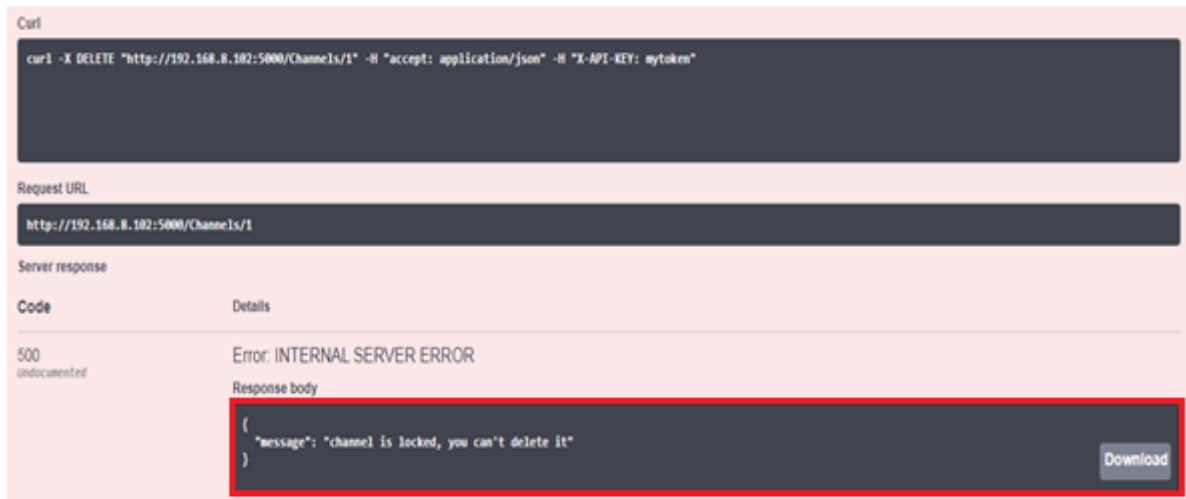 Curl
curl -X DELETE "http://192.168.8.102:5000/Channels/1" -H "accept: application/json" -H "X-API-KEY: mytoken"
Request URL
http://192.168.8.102:5000/Channels/1
Server response
Code Details
500 Error: INTERNAL SERVER ERROR
Undocumented
Response body
{
"message": "channel is locked, you can't delete it"
}
Download